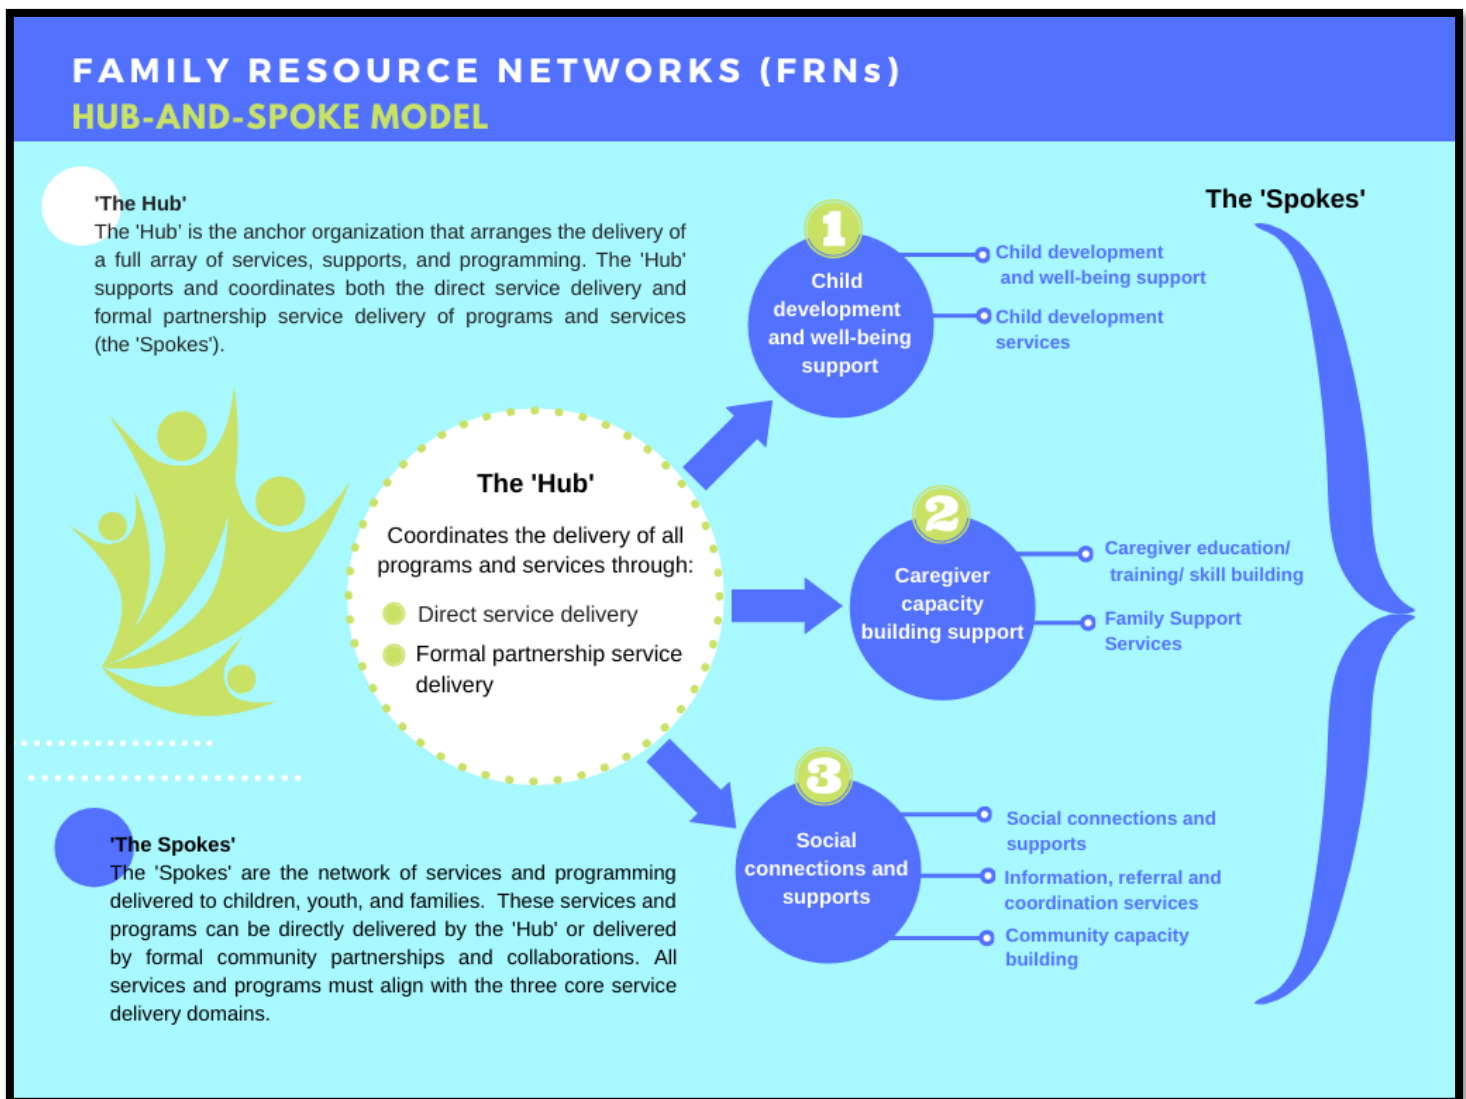 FAMILY RESOURCE NETWORKS (FRNs)
HUB-AND-SPOKE MODEL
'The Hub'
The 'Hub' is the anchor organization that arranges the delivery of
a full array of services, supports, and programming. The 'Hub'
supports and coordinates both the direct service delivery and
formal partnership service delivery of programs and services
(the 'Spokes').
The 'Hub'
Coordinates the delivery of all
programs and services through:
Direct service delivery
Formal partnership service
delivery
'The Spokes'
The 'Spokes' are the network of services and programming
delivered to children, youth, and families. These services and
programs can be directly delivered by the 'Hub' or delivered
by formal community partnerships and collaborations. All
services and programs must align with the three core service
delivery domains.
The 'Spokes'
1
Child
development
and well-being
support
Child development
and well-being support
Child development
services
2
Caregiver
capacity
building support
Caregiver education/
training/ skill building
Family Support
Services
3
Social
connections and
supports
Social connections and
supports
Information, referral and
coordination services
Community capacity
building